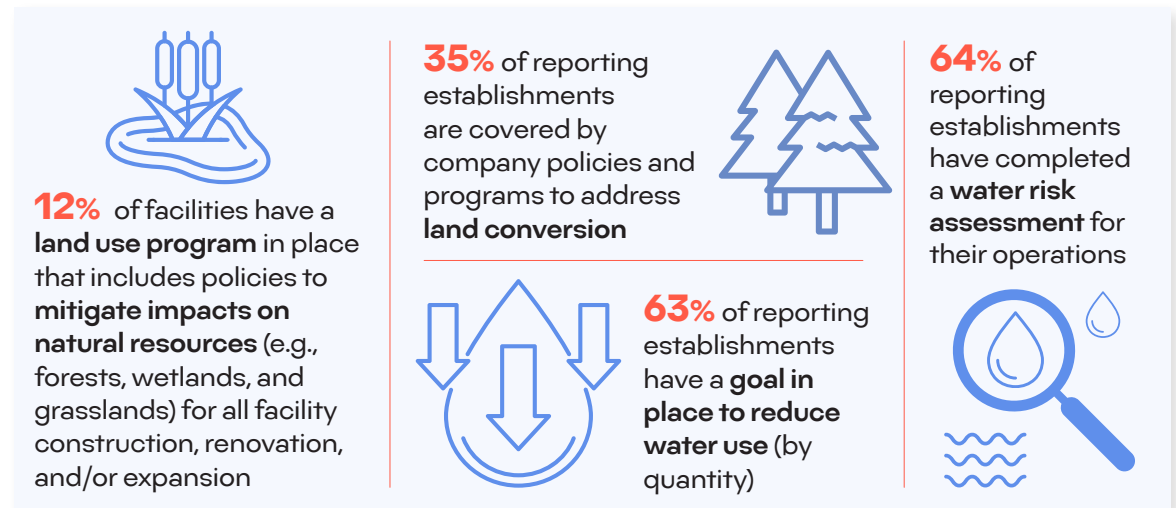 12% of facilities have a
land use program in place
that includes policies to
mitigate impacts on
natural resources (e.g.,
forests, wetlands, and
grasslands) for all facility
construction, renovation,
and/or expansion
35% of reporting
establishments
are covered by
company policies and
programs to address
land conversion
63% of reporting
establishments
have a goal in
place to reduce
water use (by
quantity)
64% of
reporting
establishments
have completed
a water risk
assessment for
their operations